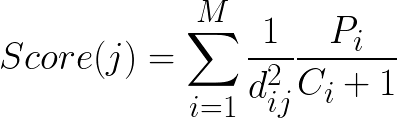 Score(j) = \sum_{i=1}^{M} \frac{1}{d_{ij}^{2}} \frac{P_i}{C_i + 1}